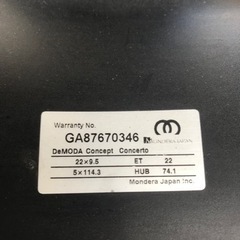 Warranty No.
GA87670346
MONDERA JAPAN
DeMODA Concept Concerto
22×9.5 ET 22
5×114.3 HUB 74.1
Mondera Japan Inc.